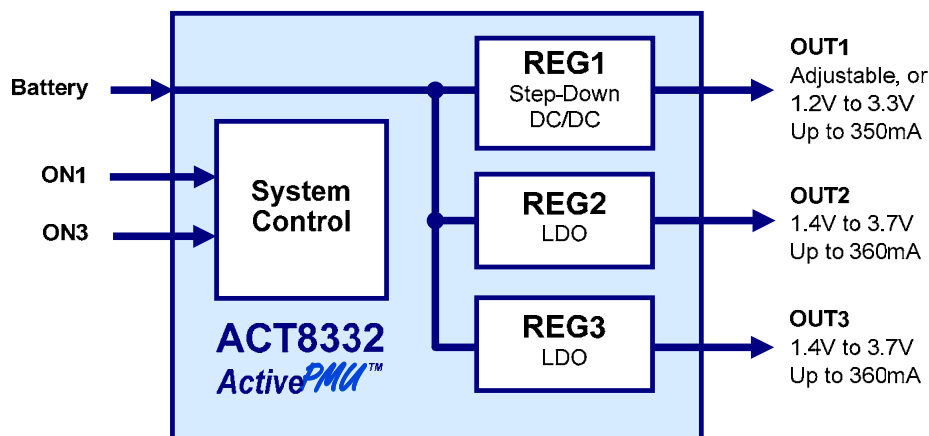 Battery
ON1
ON3
System
Control
ACT8332
ActivePMU™
REG1
Step-Down
DC/DC
REG2
LDO
REG3
LDO
OUT1
Adjustable, or
1.2V to 3.3V
Up to 350mA
OUT2
1.4V to 3.7V
Up to 360mA
OUT3
1.4V to 3.7V
Up to 360mA